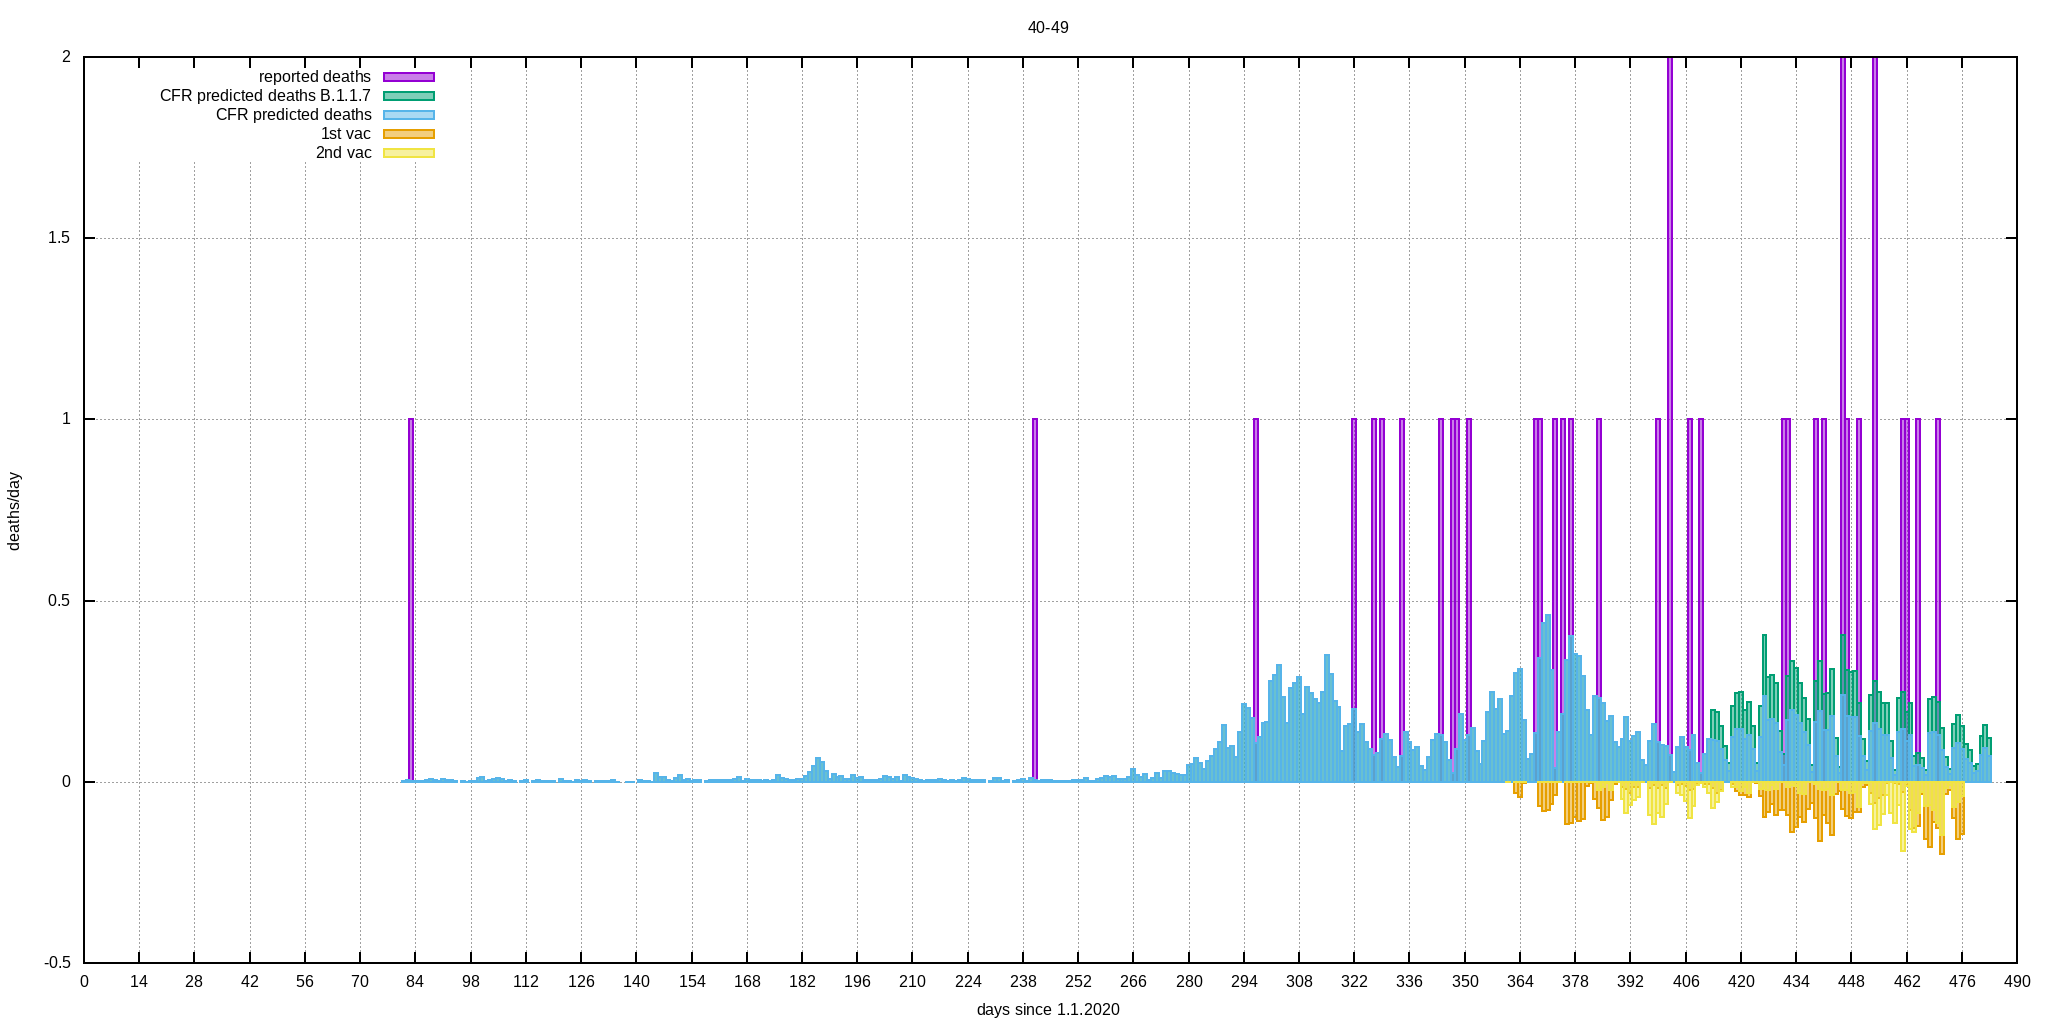 40-49
2
reported deaths
CFR predicted deaths B.1.1.7
CFR predicted deaths
1st vac
2nd vac
1.5
1
deaths/day
0.5
0
-0.5
0 14 28 42 56 70 84 98 112 126 140 154 168 182 196 210 224 238 252 266 280 294 308 322 336 350 364 378 392 406 420 434 448 462 476 490
days since 1.1.2020